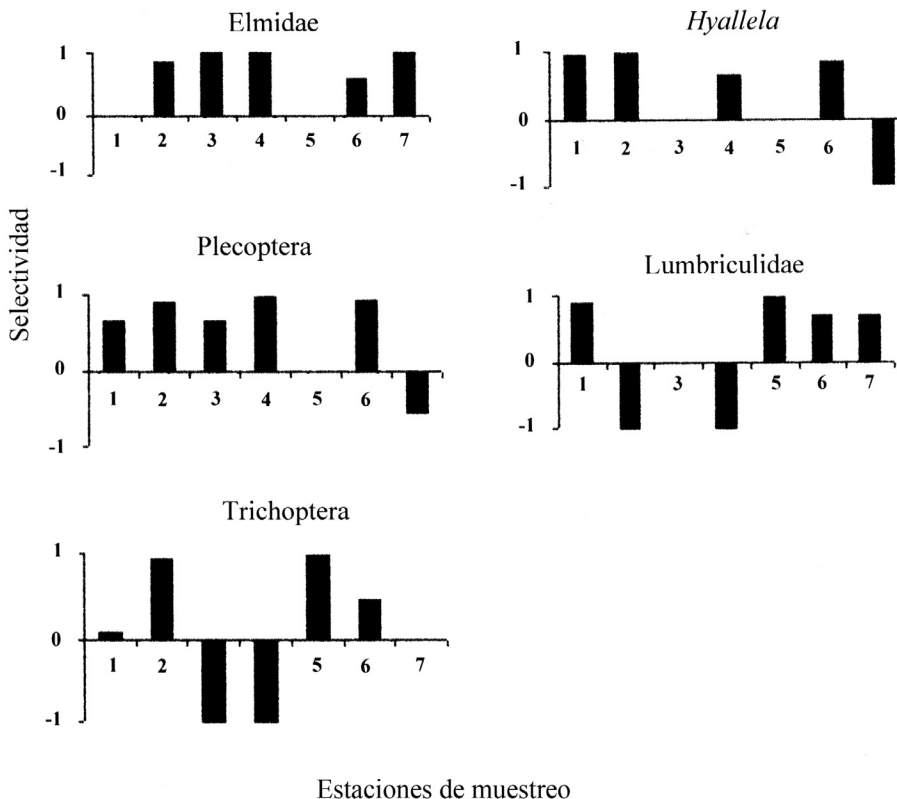 Elmidae
1
0
-1
1 2 3 4 5 6 7
Hyallela
1
0
-1
1 2 3 4 5 6
Selectividad
Plecoptera
1
0
-1
1 2 3 4 5 6
Lumbriculidae
1
0
-1
1 3 5 6 7
Trichoptera
1
0
-1
1 2 5 6 7
Estaciones de muestreo